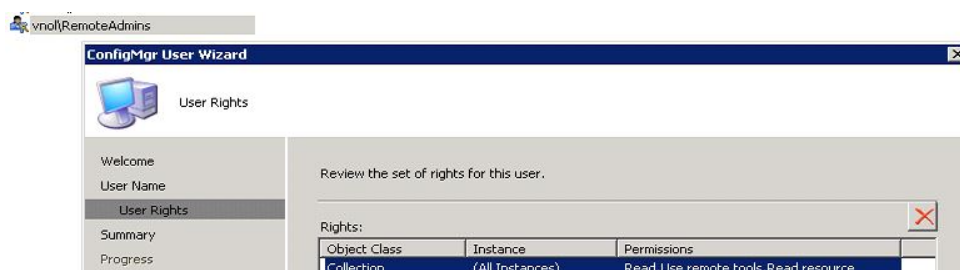 vnol\RemoteAdmins
ConfigMgr User Wizard
User Rights
Welcome
User Name
User Rights
Summary
Progress
Review the set of rights for this user.
Rights:
Object Class Instance Permissions
Collection (All Instances) Read Use remote tools Read resource